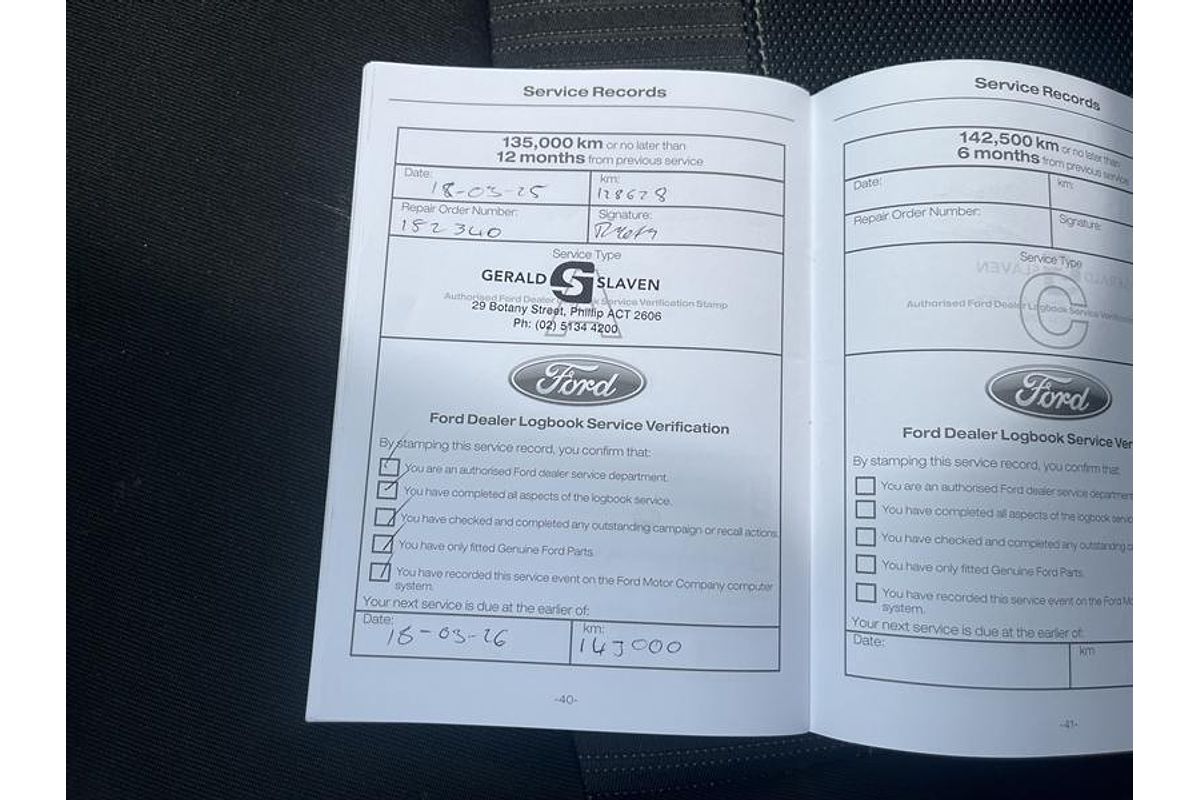 Service Records
135,000 km or no later than
12 months from previous service
Date:
18-03-25
km:
128628
Repair Order Number:
152340
Signature:
Service Type
GERALD S SLAVEN
Authorised Ford Dealer Service Verification Stamp
29 Botany Street, Phillip ACT 2606
Ph: (02) 5134 4200
A
Ford
Ford Dealer Logbook Service Verification
By stamping this service record, you confirm that:
You are an authorised Ford dealer service department.
You have completed all aspects of the logbook service.
You have checked and completed any outstanding campaign or recall actions.
You have only fitted Genuine Ford Parts.
You have recorded this service event on the Ford Motor Company computer
system.
Your next service is due at the earlier of:
Date:
18-03-26
km:
143000
-40-
Service Records
142,500 km or no later than
6 months from previous service
Date:
km:
Repair Order Number:
Signature:
Service Type
C
Authorised Ford Dealer Logbook Service
Ford
Ford Dealer Logbook Service Ver
By stamping this service record, you confirm that:
You are an authorised Ford dealer service department
You have completed all aspects of the logbook servic
You have checked and completed any outstanding c
You have only fitted Genuine Ford Parts.
You have recorded this service event on the Ford Mo
system.
Your next service is due at the earlier of:
Date:
km
-41-